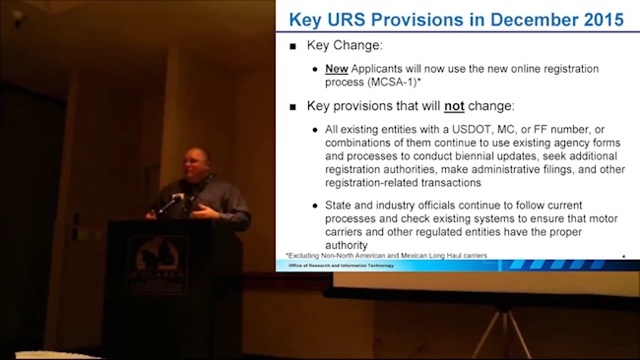 Key URS Provisions in December 2015
■ Key Change:
● New Applicants will now use the new online registration
process (MCSA-1)*
■ Key provisions that will not change:
● All existing entities with a USDOT, MC, or FF number, or
combinations of them continue to use existing agency forms
and processes to conduct biennial updates, seek additional
registration authorities, make administrative filings, and other
registration-related transactions
● State and industry officials continue to follow current
processes and check existing systems to ensure that motor
carriers and other regulated entities have the proper
authority
*Excluding Non-North American and Mexican Long Haul carriers
Office of Research and Information Technology
4